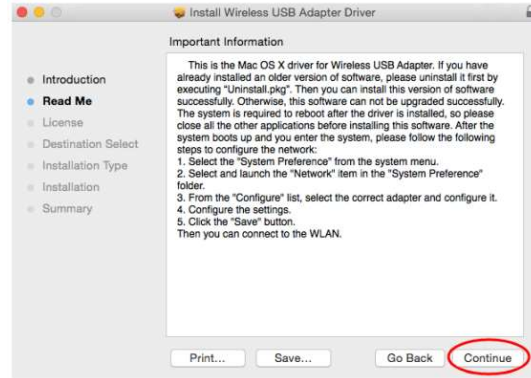 Install Wireless USB Adapter Driver
Important Information
Introduction
Read Me
License
Destination Select
Installation Type
Installation
Summary
This is the Mac OS X driver for Wireless USB Adapter. If you have
already installed an older version of software, please uninstall it first by
executing "Uninstall.pkg". Then you can install this version of software
successfully. Otherwise, this software can not be upgraded successfully.
The system is required to reboot after the driver is installed, so please
close all the other applications before installing this software. After the
system boots up and you enter the system, please follow the following
steps to configure the network:
1. Select the "System Preference" from the system menu.
2. Select and launch the "Network" item in the "System Preference"
folder.
3. From the "Configure" list, select the correct adapter and configure it.
4. Configure the settings.
5. Click the "Save" button.
Then you can connect to the WLAN.
Print...
Save...
Go Back
Continue